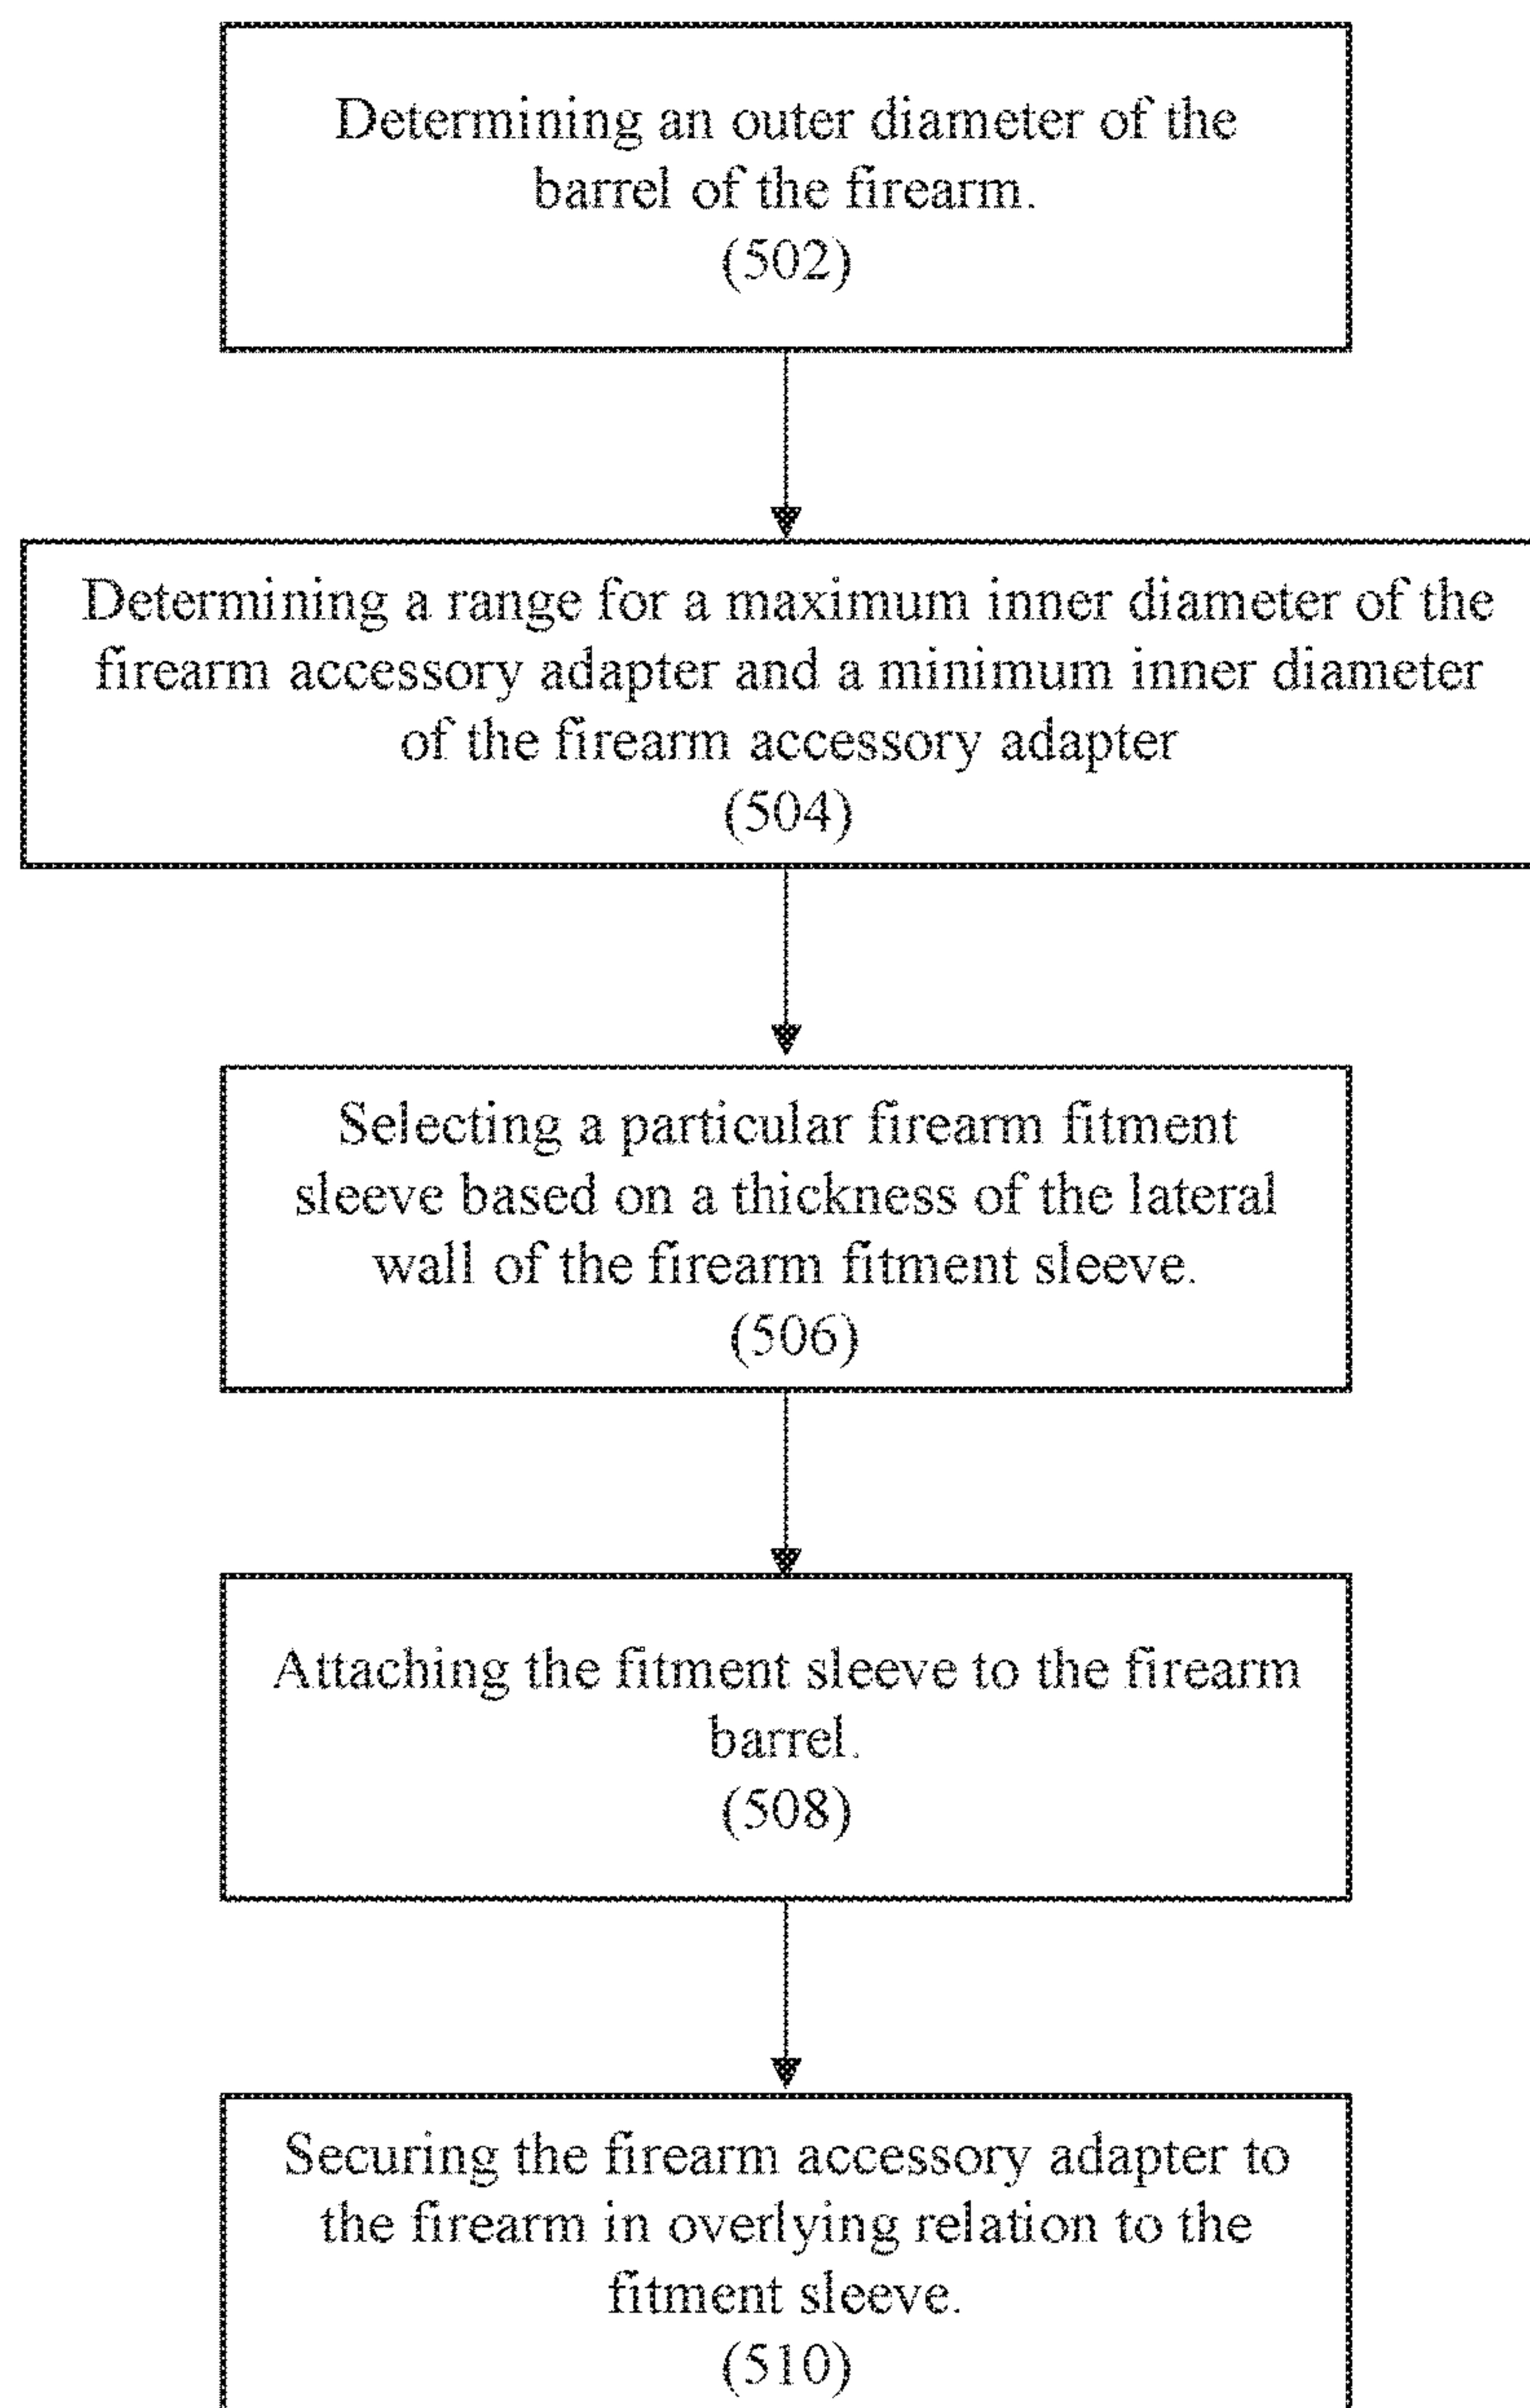 Determining an outer diameter of the
barrel of the firearm.
(502)
Determining a range for a maximum inner diameter of the
firearm accessory adapter and a minimum inner diameter
of the firearm accessory adapter
(504)
Selecting a particular firearm fitment
sleeve based on a thickness of the lateral
wall of the firearm fitment sleeve.
(506)
Attaching the fitment sleeve to the firearm
barrel.
(508)
Securing the firearm accessory adapter to
the firearm in overlying relation to the
fitment sleeve.
(510)